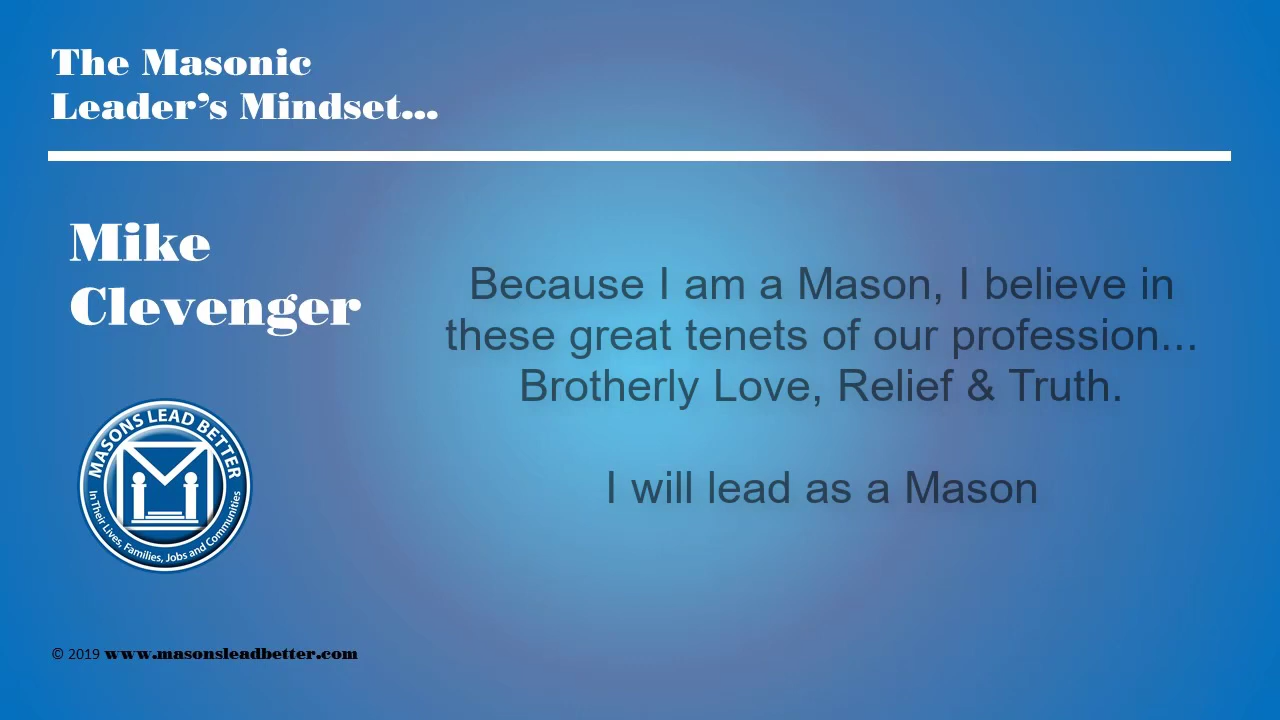 The Masonic
Leader’s Mindset...
Mike
Clevenger
Because I am a Mason, I believe in
these great tenets of our profession...
Brotherly Love, Relief & Truth.
I will lead as a Mason
MASONS LEAD BETTER
In Their Lives, Families, Jobs and Communities
© 2019 www.masonsleadbetter.com